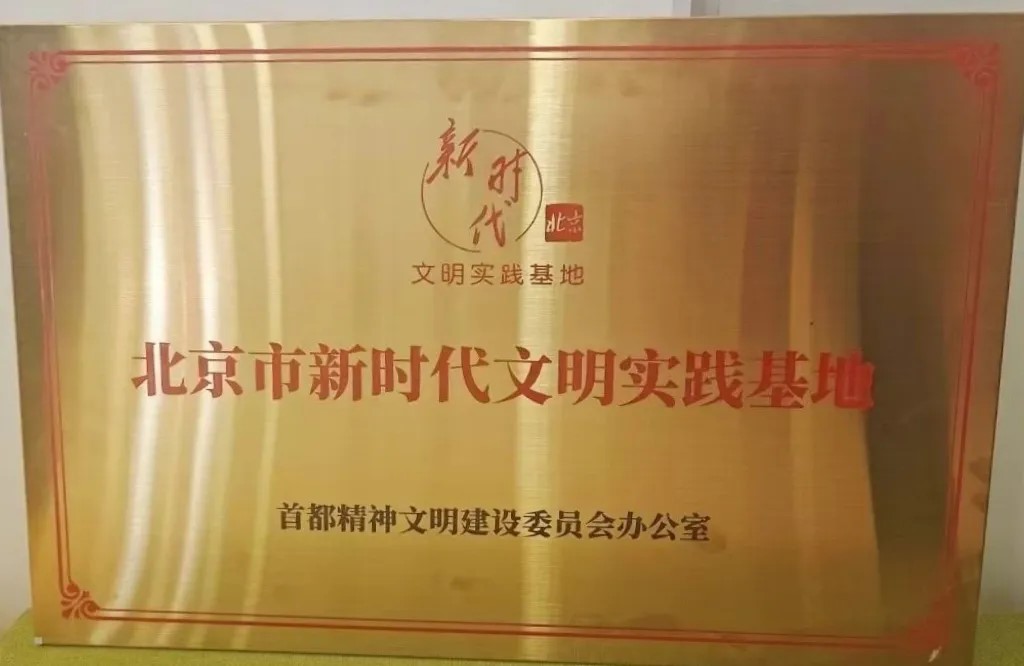 新时代
北京
文明实践基地
北京市新时代文明实践基地
首都精神文明建设委员会办公室